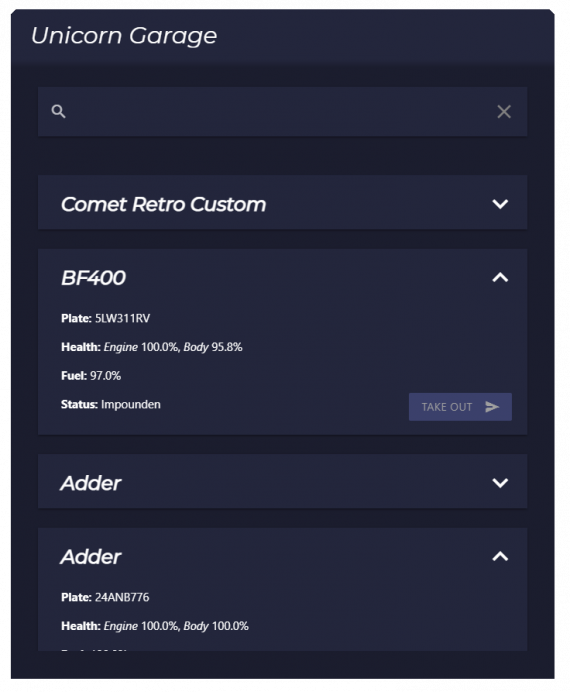 Unicorn Garage
Comet Retro Custom
BF400
Plate: 5LW311RV
Health: Engine 100.0%, Body 95.8%
Fuel: 97.0%
Status: Impounden
TAKE OUT
Adder
Adder
Plate: 24ANB776
Health: Engine 100.0%, Body 100.0%